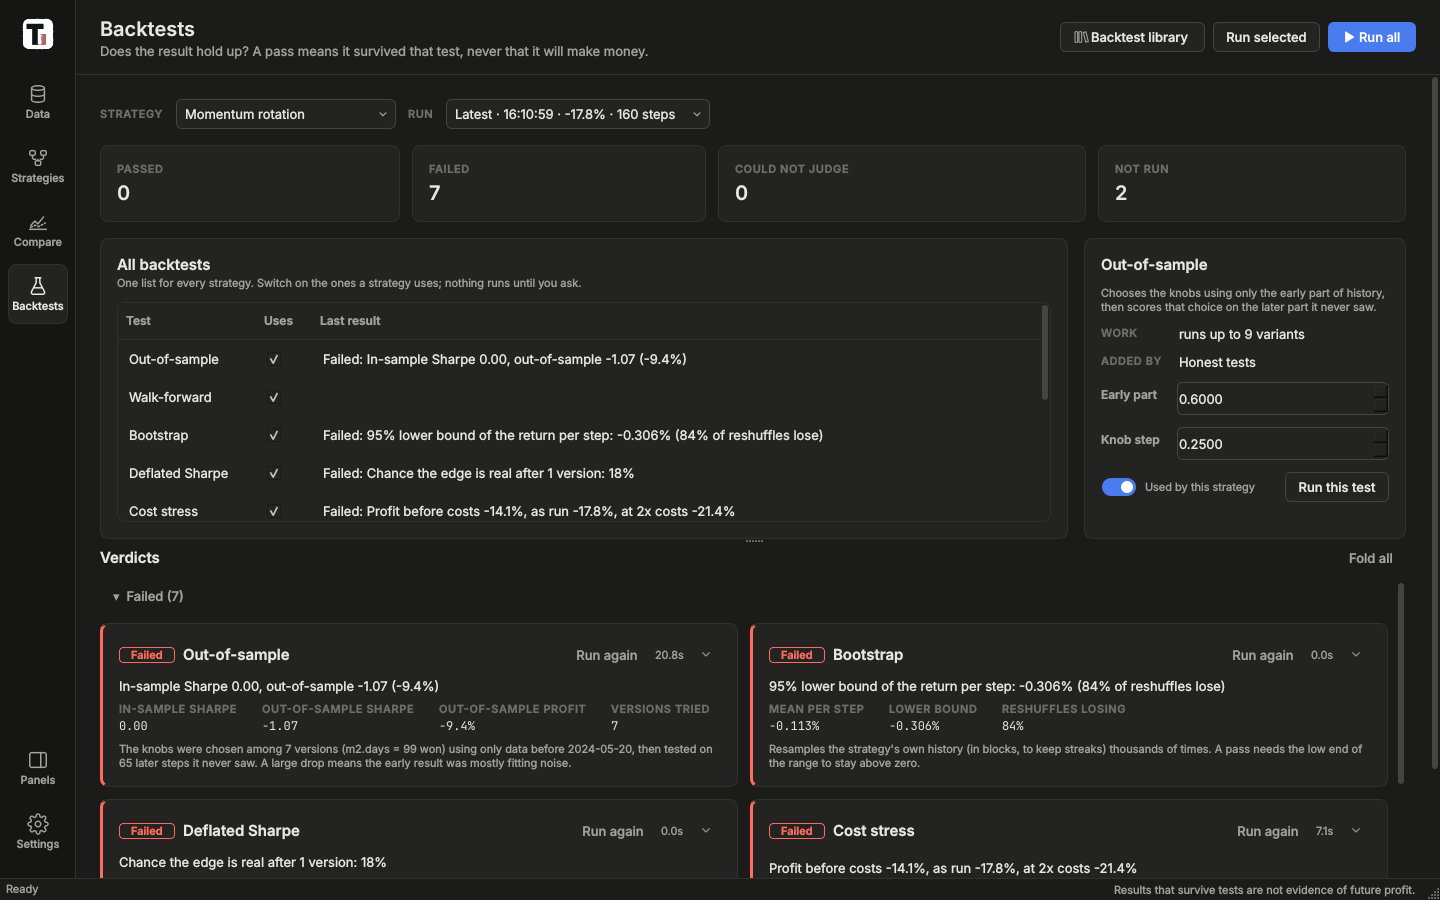 Backtests
Does the result hold up? A pass means it survived that test, never that it will make money.
Backtest library
Run selected
Run all
Data
Strategies
Compare
Backtests
Panels
Settings
STRATEGY
Momentum rotation
RUN
Latest · 16:10:59 · -17.8% · 160 steps
PASSED
0
FAILED
7
COULD NOT JUDGE
0
NOT RUN
2
All backtests
One list for every strategy. Switch on the ones a strategy uses; nothing runs until you ask.
Test Uses Last result
Out-of-sample ✓ Failed: In-sample Sharpe 0.00, out-of-sample -1.07 (-9.4%)
Walk-forward ✓
Bootstrap ✓ Failed: 95% lower bound of the return per step: -0.306% (84% of reshuffles lose)
Deflated Sharpe ✓ Failed: Chance the edge is real after 1 version: 18%
Cost stress ✓ Failed: Profit before costs -14.1%, as run -17.8%, at 2x costs -21.4%
Out-of-sample
Chooses the knobs using only the early part of history,
then scores that choice on the later part it never saw.
WORK runs up to 9 variants
ADDED BY Honest tests
Early part 0.6000
Knob step 0.2500
Used by this strategy
Run this test
Verdicts
Fold all
▾ Failed (7)
Failed Out-of-sample Run again 20.8s
In-sample Sharpe 0.00, out-of-sample -1.07 (-9.4%)
IN-SAMPLE SHARPE OUT-OF-SAMPLE SHARPE OUT-OF-SAMPLE PROFIT VERSIONS TRIED
0.00 -1.07 -9.4% 7
The knobs were chosen among 7 versions (m2.days = 99 won) using only data before 2024-05-20, then tested on
65 later steps it never saw. A large drop means the early result was mostly fitting noise.
Failed Bootstrap Run again 0.0s
95% lower bound of the return per step: -0.306% (84% of reshuffles lose)
MEAN PER STEP LOWER BOUND RESHUFFLES LOSING
-0.113% -0.306% 84%
Resamples the strategy's own history (in blocks, to keep streaks) thousands of times. A pass needs the low end of
the range to stay above zero.
Failed Deflated Sharpe Run again 0.0s
Chance the edge is real after 1 version: 18%
Failed Cost stress Run again 7.1s
Profit before costs -14.1%, as run -17.8%, at 2x costs -21.4%
Ready
Results that survive tests are not evidence of future profit.